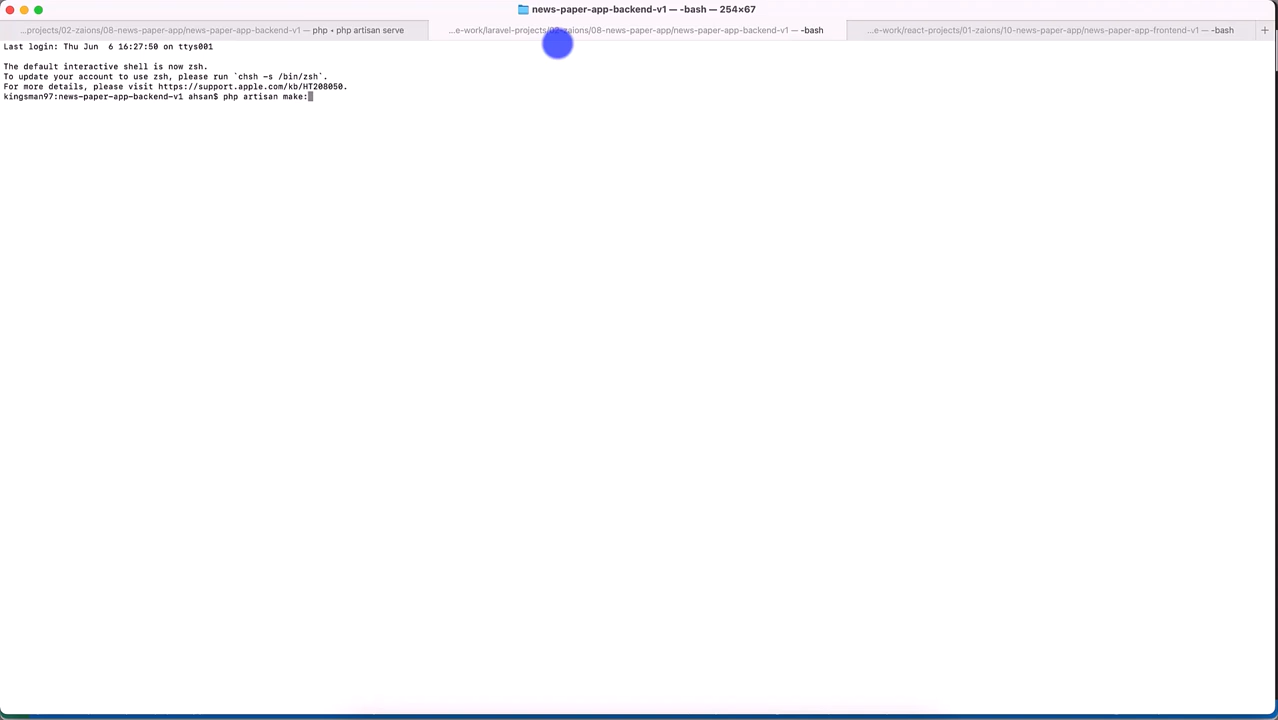 news-paper-app-backend-v1 — -bash — 254×67
...projects/02-zaions/08-news-paper-app/news-paper-app-backend-v1 — php • php artisan serve
...e-work/laravel-projects/02-zaions/08-news-paper-app/news-paper-app-backend-v1 — -bash
...e-work/react-projects/01-zaions/10-news-paper-app/news-paper-app-frontend-v1 — -bash
+
Last login: Thu Jun  6 16:27:50 on ttys001
The default interactive shell is now zsh.
To update your account to use zsh, please run `chsh -s /bin/zsh`.
For more details, please visit https://support.apple.com/kb/HT208050.
kingsman97:news-paper-app-backend-v1 ahsan$ php artisan make: